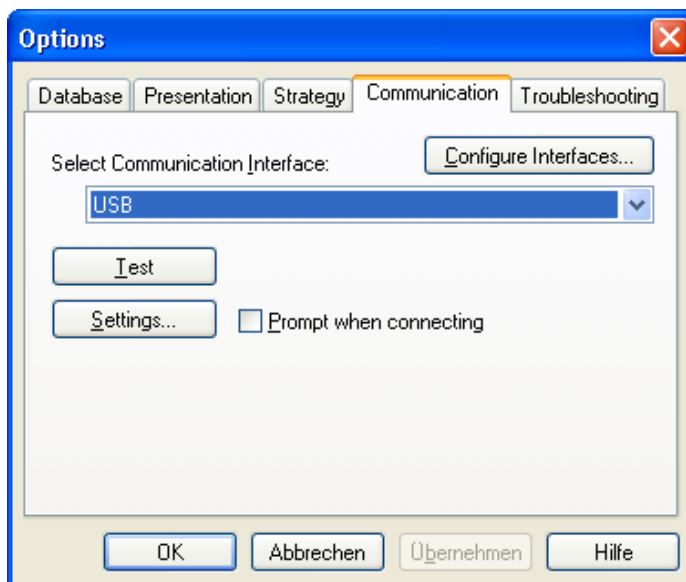 Options
Database Presentation Strategy Communication Troubleshooting
Select Communication Interface: Configure Interfaces...
USB
Test
Settings... Prompt when connecting
OK Abbrechen Übernehmen Hilfe